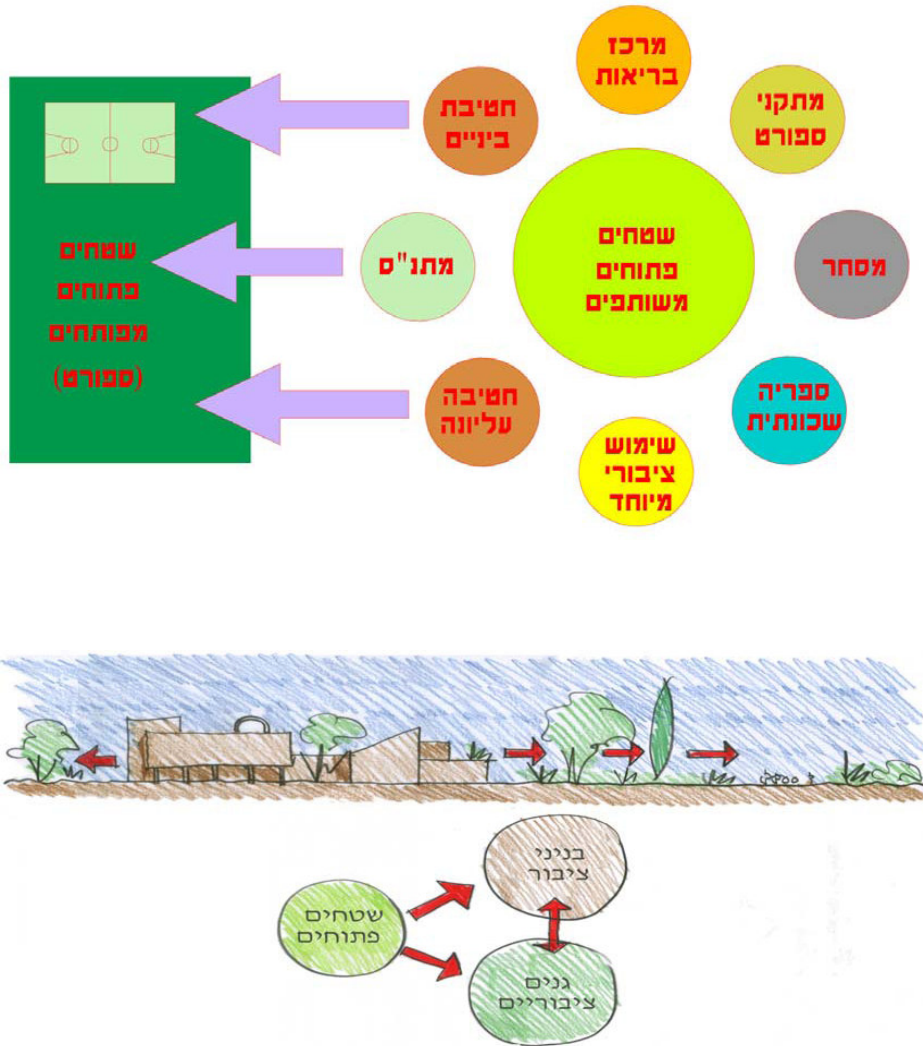 מרכז
בריאות
מתקני
ספורט
חטיבת
ביניים
שטחים
פתוחים
משותפים
מסחר
מתנ"ס
שטחים
פתוחים
מפותחים
(ספורט)
ספריה
שכונתית
חטיבה
עליונה
שימוש
ציבורי
מיוחד
בניני
ציבור
שטחים
פתוחים
גנים
ציבוריים